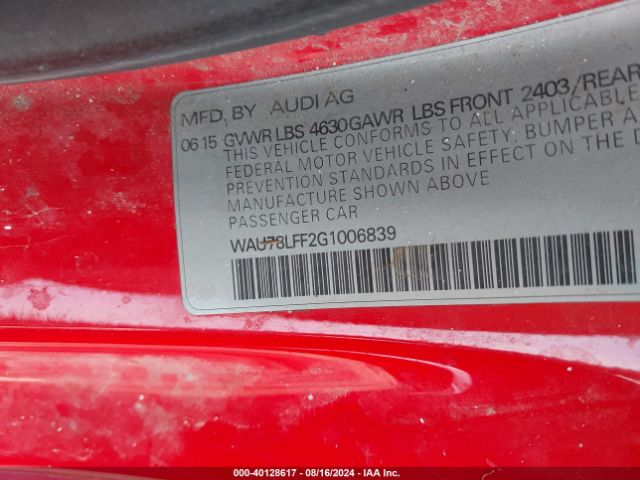 MFD. BY AUDI AG
06 15 GVWR LBS 4630 GAWR LBS FRONT 2403/REAR
THIS VEHICLE CONFORMS TO ALL APPLICABLE
FEDERAL MOTOR VEHICLE SAFETY. BUMPER A
PREVENTION STANDARDS IN EFFECT ON THE D
MANUFACTURE SHOWN ABOVE
PASSENGER CAR
WAU78LFF2G1006839
000-40128617 - 08/16/2024 - IAA Inc.